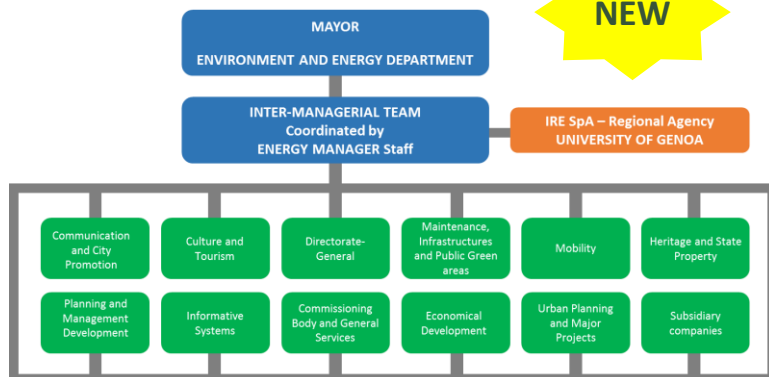 NEW
MAYOR
ENVIRONMENT AND ENERGY DEPARTMENT
INTER-MANAGERIAL TEAM
Coordinated by
ENERGY MANAGER Staff
IRE SpA – Regional Agency
UNIVERSITY OF GENOA
Communication
and City
Promotion
Culture and
Tourism
Directorate-
General
Maintenance,
Infrastructures
and Public Green
areas
Mobility
Heritage and State
Property
Planning and
Management
Development
Informative
Systems
Commissioning
Body and General
Services
Economical
Development
Urban Planning
and Major
Projects
Subsidiary
companies